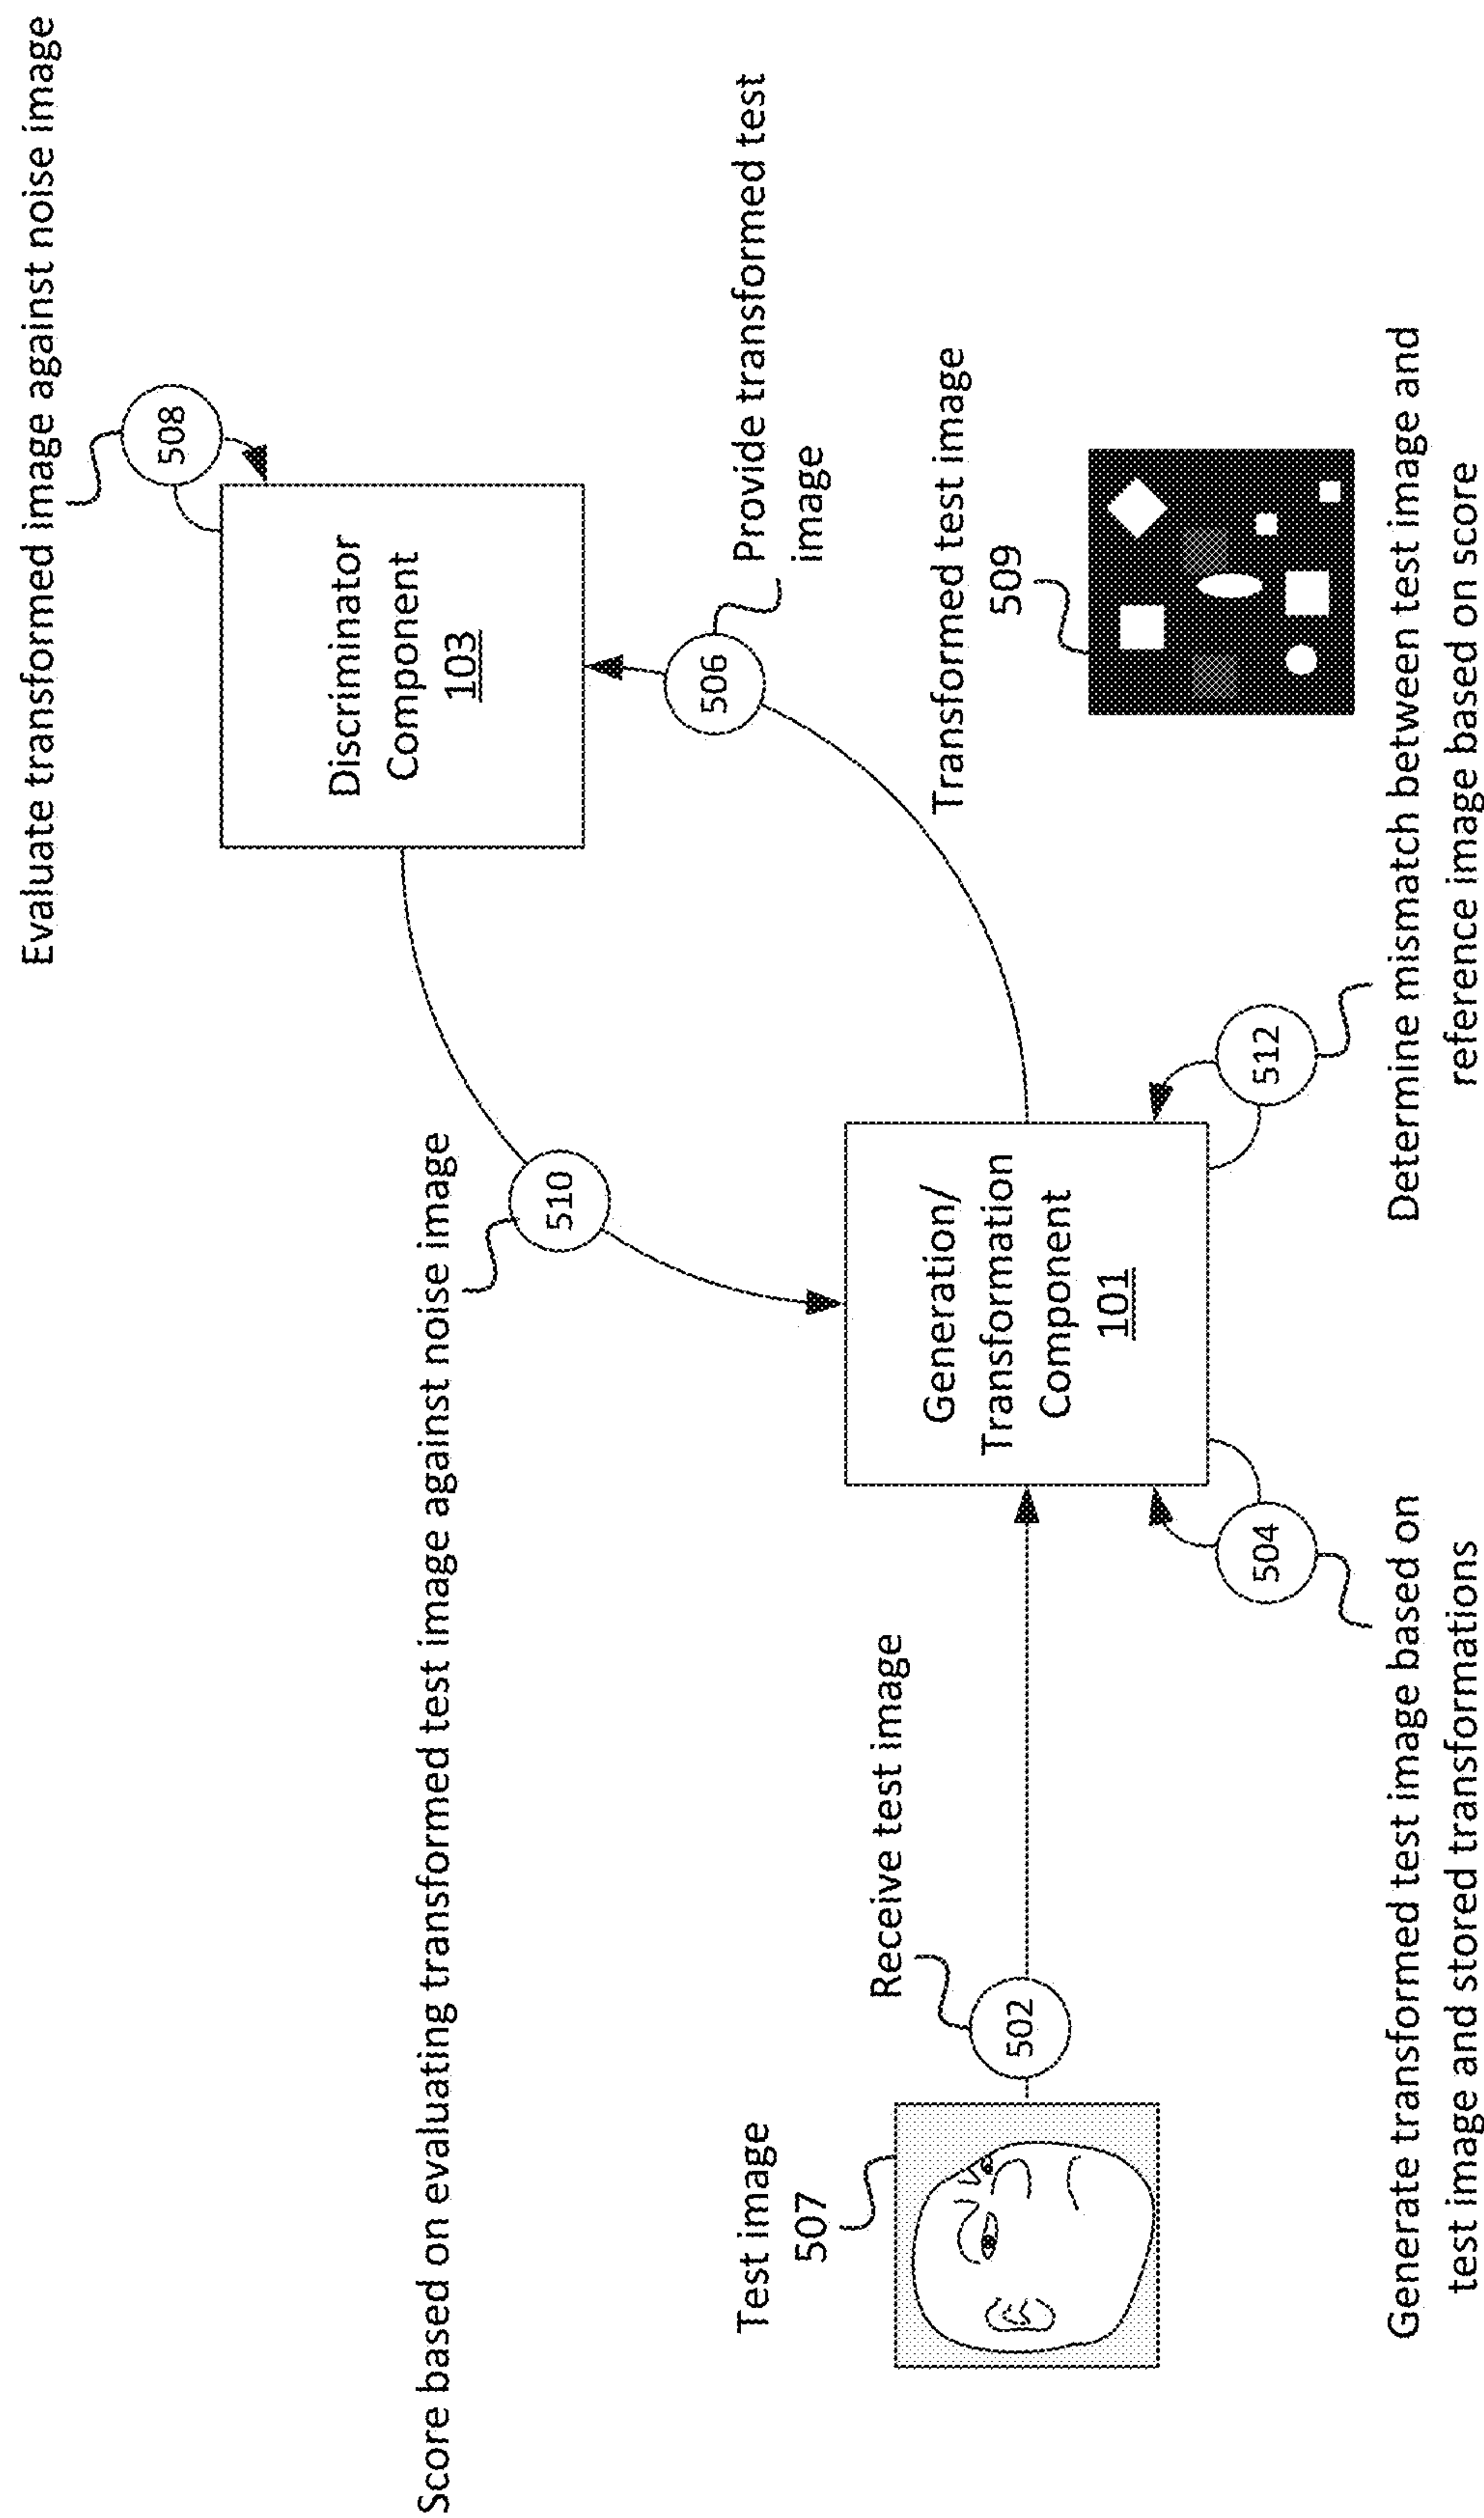 Evaluate transformed image against noise image
508
Discriminator
Component
103
Score based on evaluating transformed test image against noise image
510
506
Provide transformed test
image
Test image
507
502
Receive test image
Generation/
Transformation
Component
101
Transformed test image
509
504
512
Generate transformed test image based on
test image and stored transformations
Determine mismatch between test image and
reference image based on score